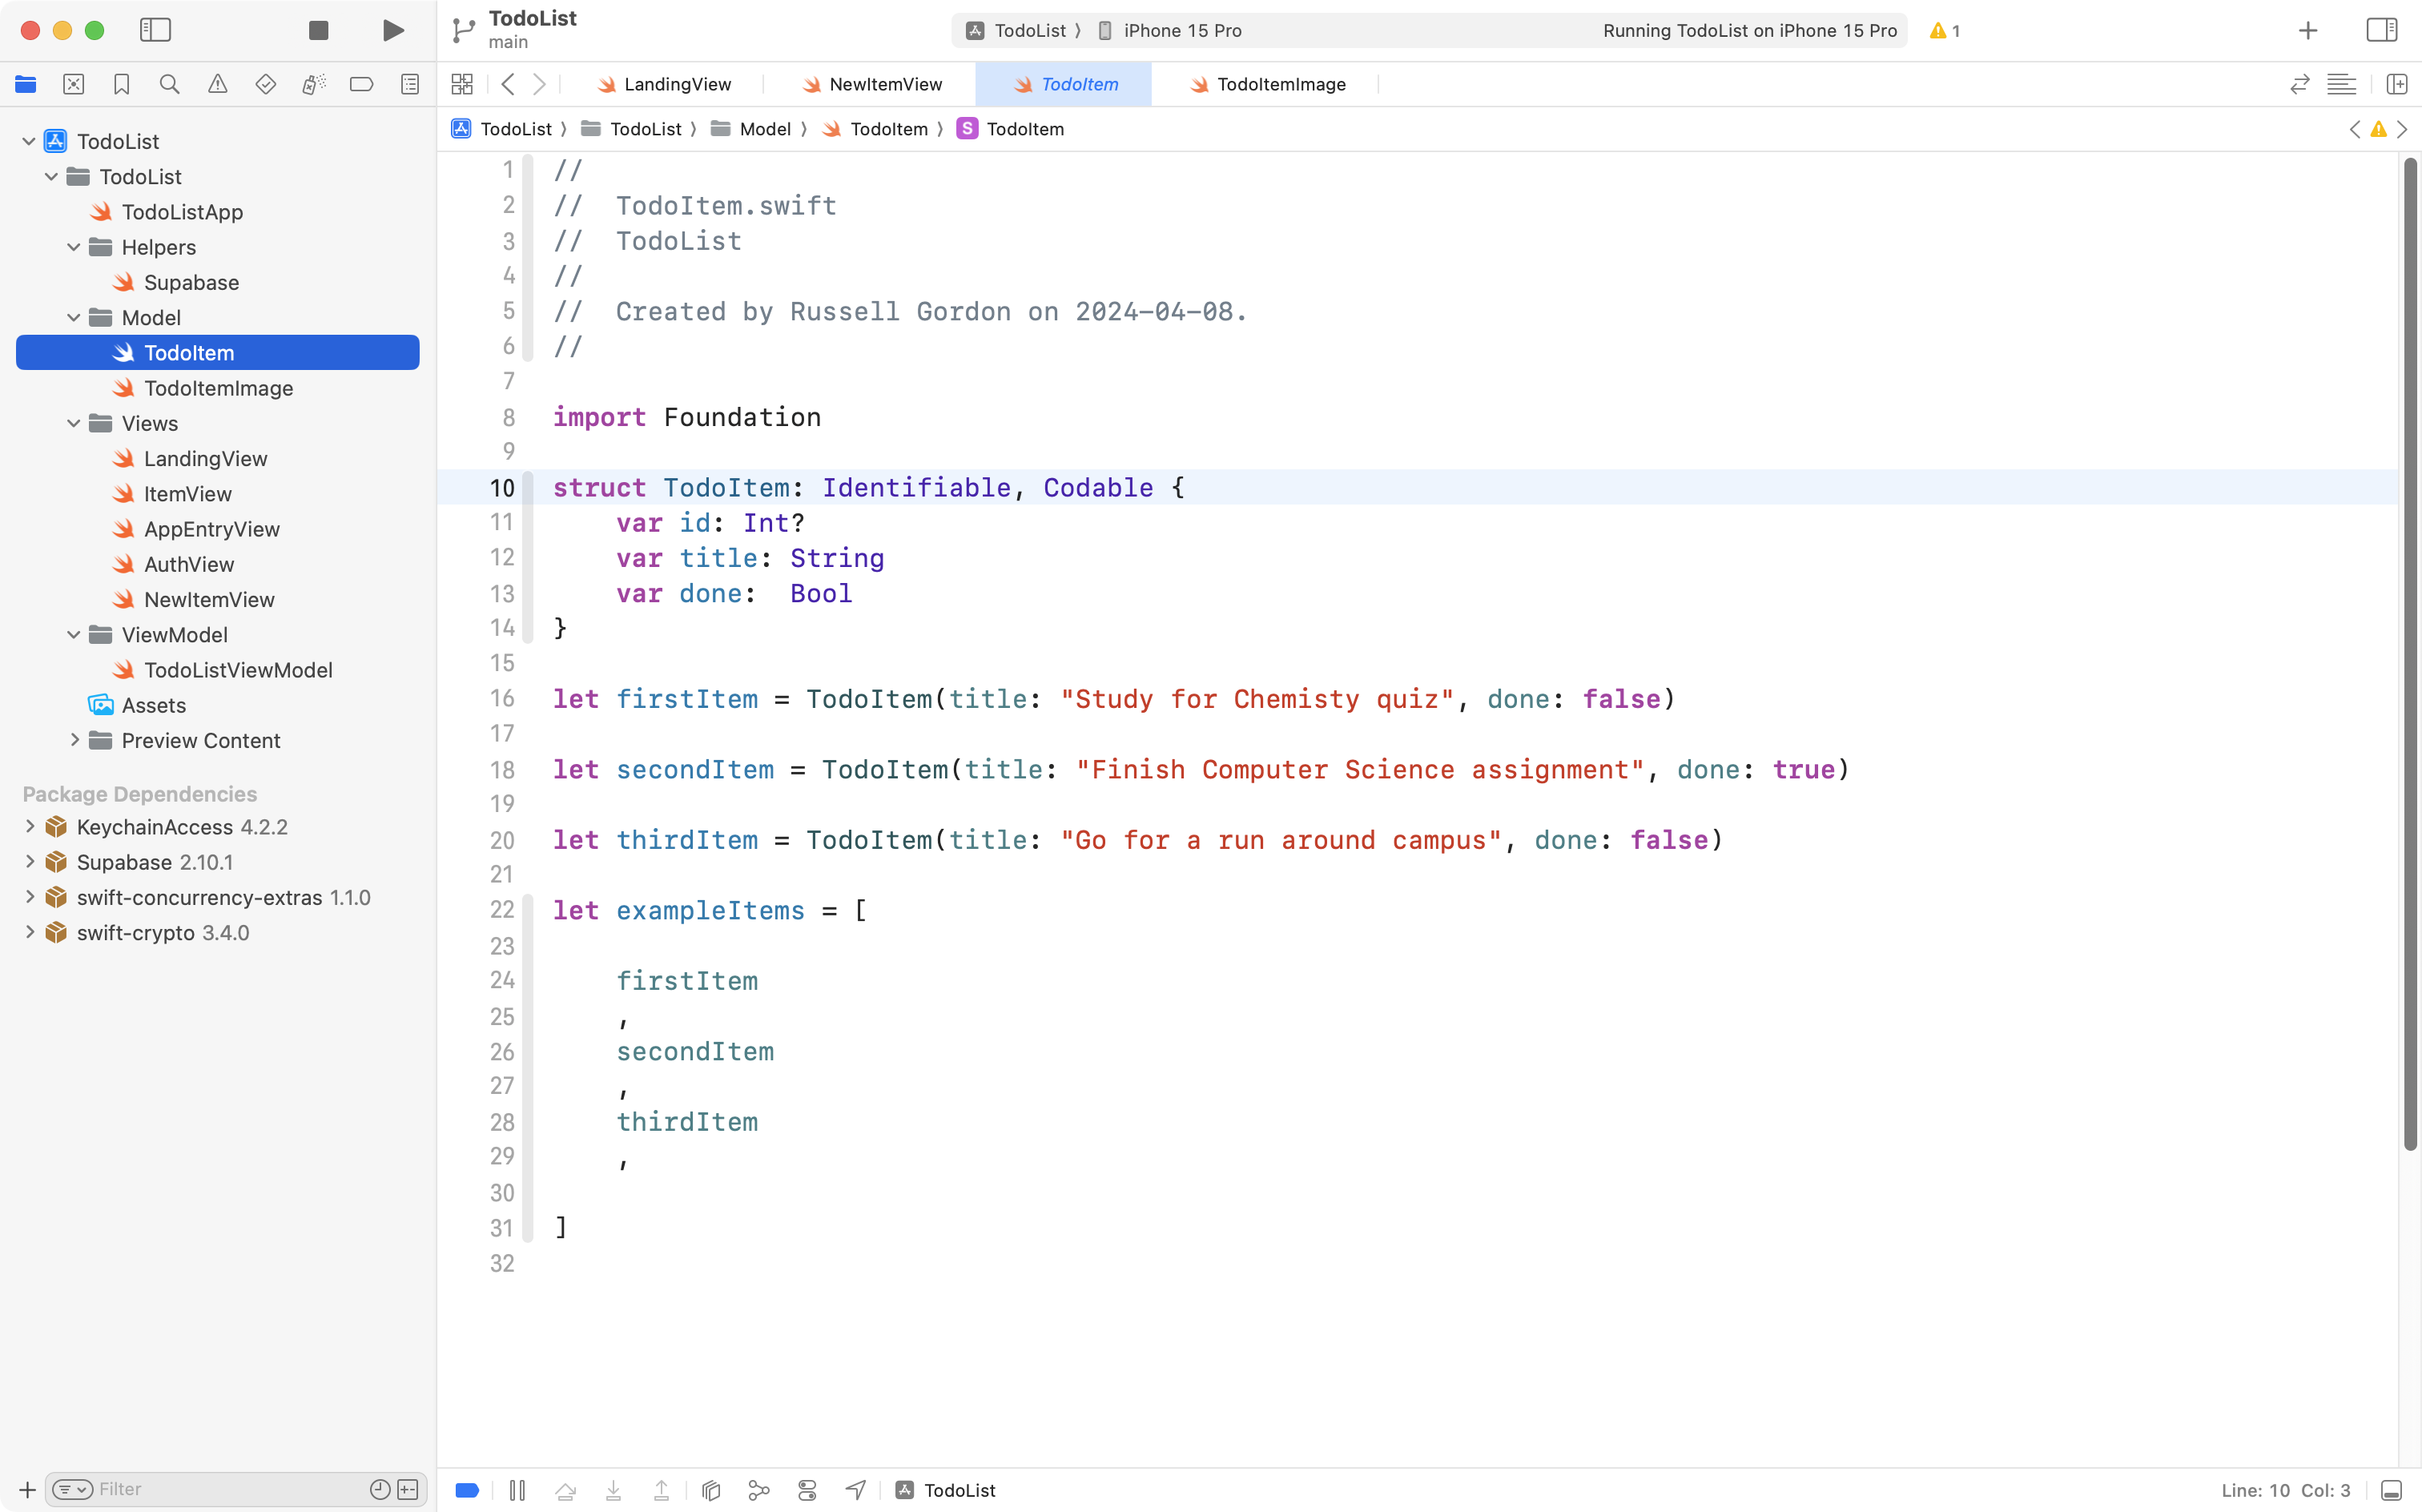 TodoList
main
TodoList 〉 iPhone 15 Pro
Running TodoList on iPhone 15 Pro
1
LandingView
NewItemView
TodoItem
TodoItemImage
TodoList 〉 TodoList 〉 Model 〉 TodoItem 〉 S TodoItem
TodoList
TodoList
TodoListApp
Helpers
Supabase
Model
TodoItem
TodoItemImage
Views
LandingView
ItemView
AppEntryView
AuthView
NewItemView
ViewModel
TodoListViewModel
Assets
Preview Content
Package Dependencies
KeychainAccess 4.2.2
Supabase 2.10.1
swift-concurrency-extras 1.1.0
swift-crypto 3.4.0
Filter
1 //
2 //  TodoItem.swift
3 //  TodoList
4 //
5 //  Created by Russell Gordon on 2024-04-08.
6 //
7
8 import Foundation
9
10 struct TodoItem: Identifiable, Codable {
11     var id: Int?
12     var title: String
13     var done:  Bool
14 }
15
16 let firstItem = TodoItem(title: "Study for Chemisty quiz", done: false)
17
18 let secondItem = TodoItem(title: "Finish Computer Science assignment", done: true)
19
20 let thirdItem = TodoItem(title: "Go for a run around campus", done: false)
21
22 let exampleItems = [
23
24     firstItem
25     ,
26     secondItem
27     ,
28     thirdItem
29     ,
30
31 ]
32
TodoList
Line: 10  Col: 3